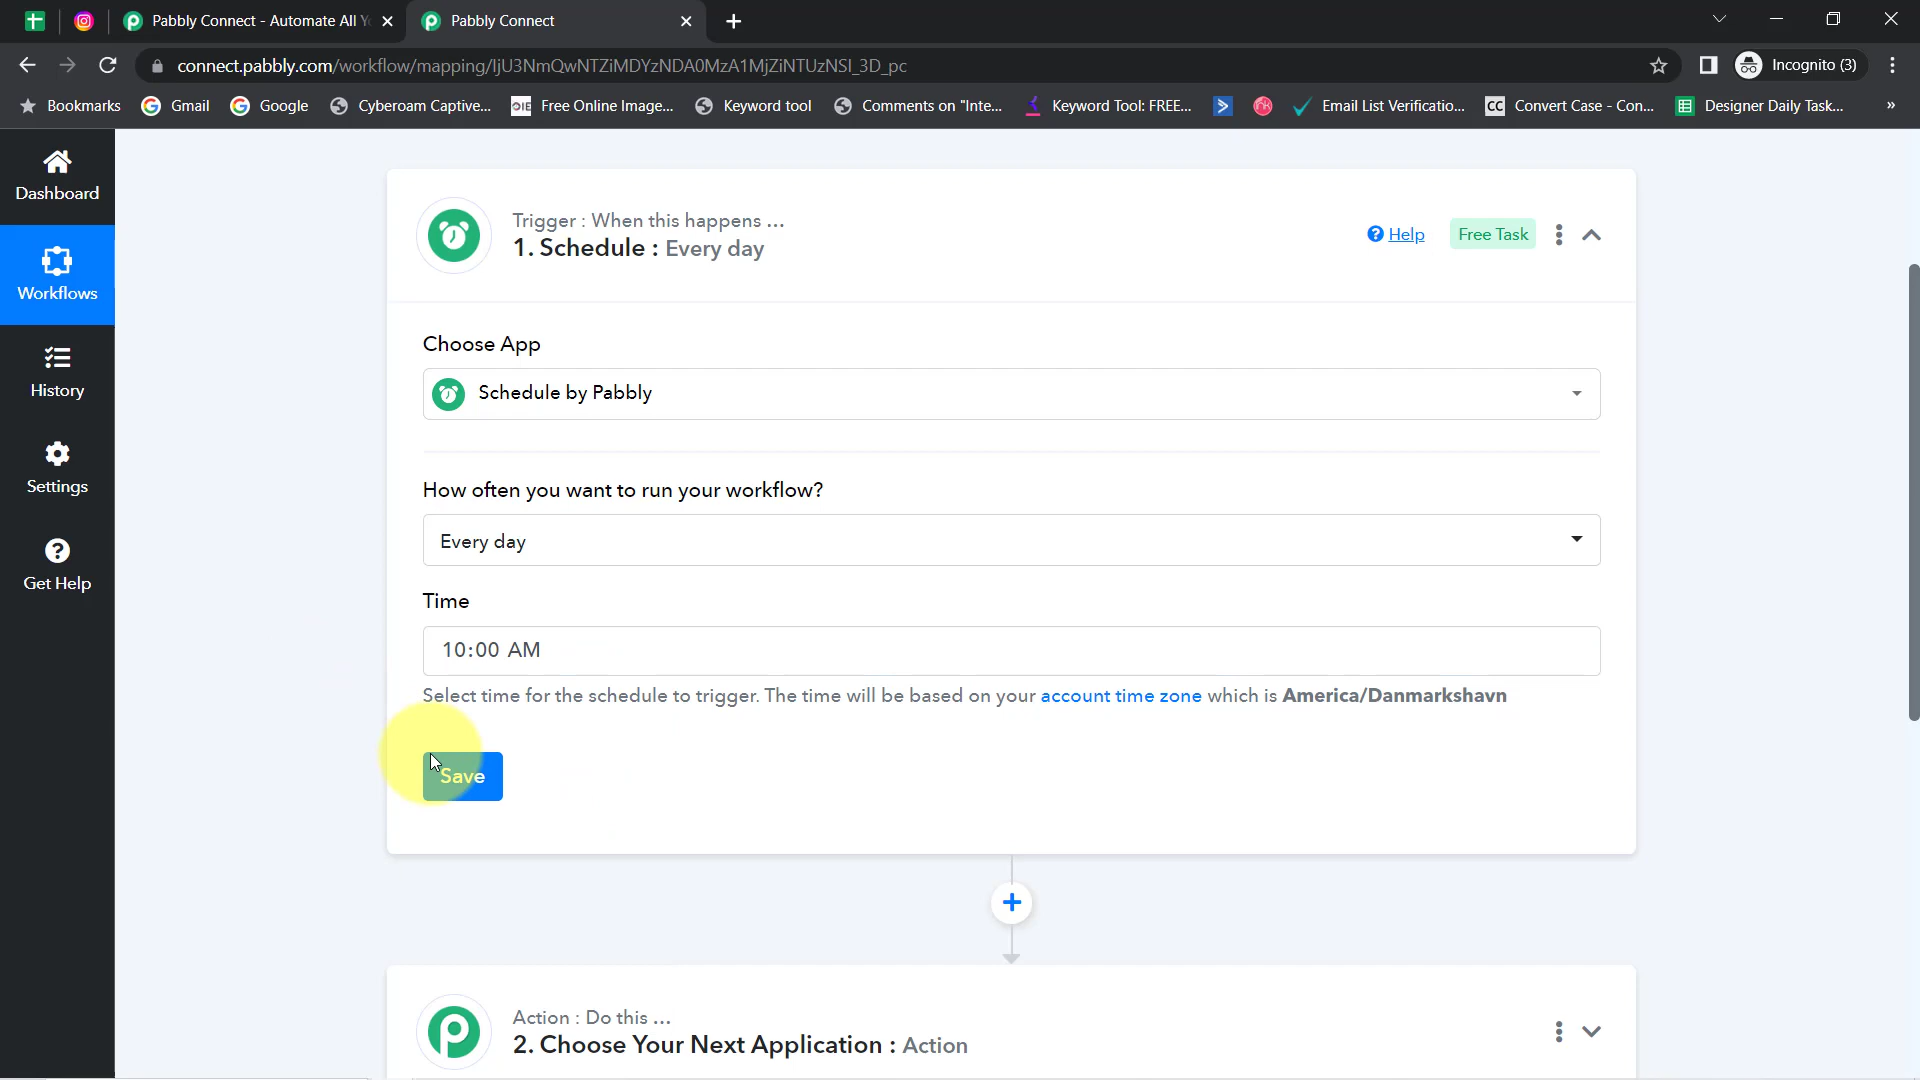 Pabbly Connect - Automate All Y
Pabbly Connect
connect.pabbly.com/workflow/mapping/IjU3NmQwNTZiMDYzNDA0MzA1MjZiNTUzNSI_3D_pc
Incognito (3)
Bookmarks
Gmail
Google
Cyberoam Captive...
OIE
Free Online Image...
Keyword tool
Comments on "Inte...
Keyword Tool: FREE...
Email List Verificatio...
CC
Convert Case - Con...
Designer Daily Task...
»
Dashboard
Workflows
History
Settings
Get Help
Trigger : When this happens ...
1. Schedule : Every day
Help
Free Task
Choose App
Schedule by Pabbly
How often you want to run your workflow?
Every day
Time
10:00 AM
Select time for the schedule to trigger. The time will be based on your account time zone which is America/Danmarkshavn
Save
Action : Do this ...
2. Choose Your Next Application : Action